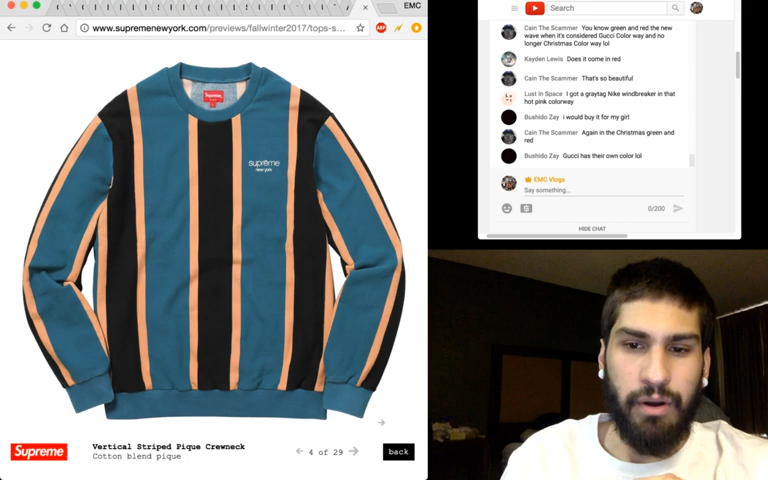 EMC
www.supremenewyork.com/previews/fallwinter2017/tops-s...
ABP
Supreme
suprême
new york
Supreme
Vertical Striped Pique Crewneck
Cotton blend pique
4 of 29
back
Search
Cain The Scammer You know green and red the new
wave when it's considered Gucci Color way and no
longer Christmas Color way lol
Kayden Lewis Does it come in red
Cain The Scammer That's so beautiful
Lust In Space I got a graytag Nike windbreaker in that
hot pink colorway
Bushido Zay i would buy it for my girl
Cain The Scammer Again in the Christmas green and
red
Bushido Zay Gucci has their own color lol
EMC Vlogs
Say something...
0/200
HIDE CHAT